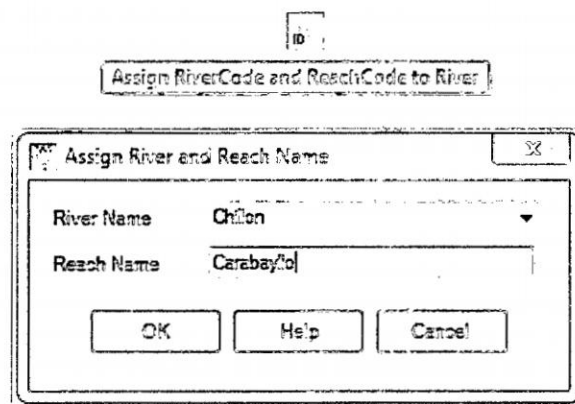 ID
Assign RiverCode and ReachCode to River
Assign River and Reach Name
River Name Chillon
Reach Name Carabayllo
OK Help Cancel